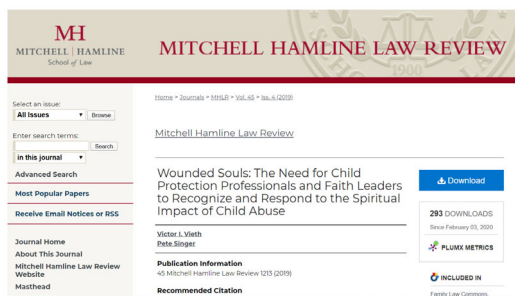 MH
MITCHELL | HAMLINE
School of Law
MITCHELL HAMLINE LAW REVIEW
1900
Select an issue:
All Issues
Browse
Enter search terms:
Search
in this journal
Advanced Search
Most Popular Papers
Receive Email Notices or RSS
Journal Home
About This Journal
Mitchell Hamline Law Review
Website
Masthead
Home > Journals > MHLR > Vol. 45 > Iss. 4 (2019)
Mitchell Hamline Law Review
Wounded Souls: The Need for Child
Protection Professionals and Faith Leaders
to Recognize and Respond to the Spiritual
Impact of Child Abuse
Victor I. Vieth
Pete Singer
Publication Information
45 Mitchell Hamline Law Review 1213 (2019)
Recommended Citation
Download
293 DOWNLOADS
Since February 03, 2020
PLUMX METRICS
INCLUDED IN
Family Law Commons,